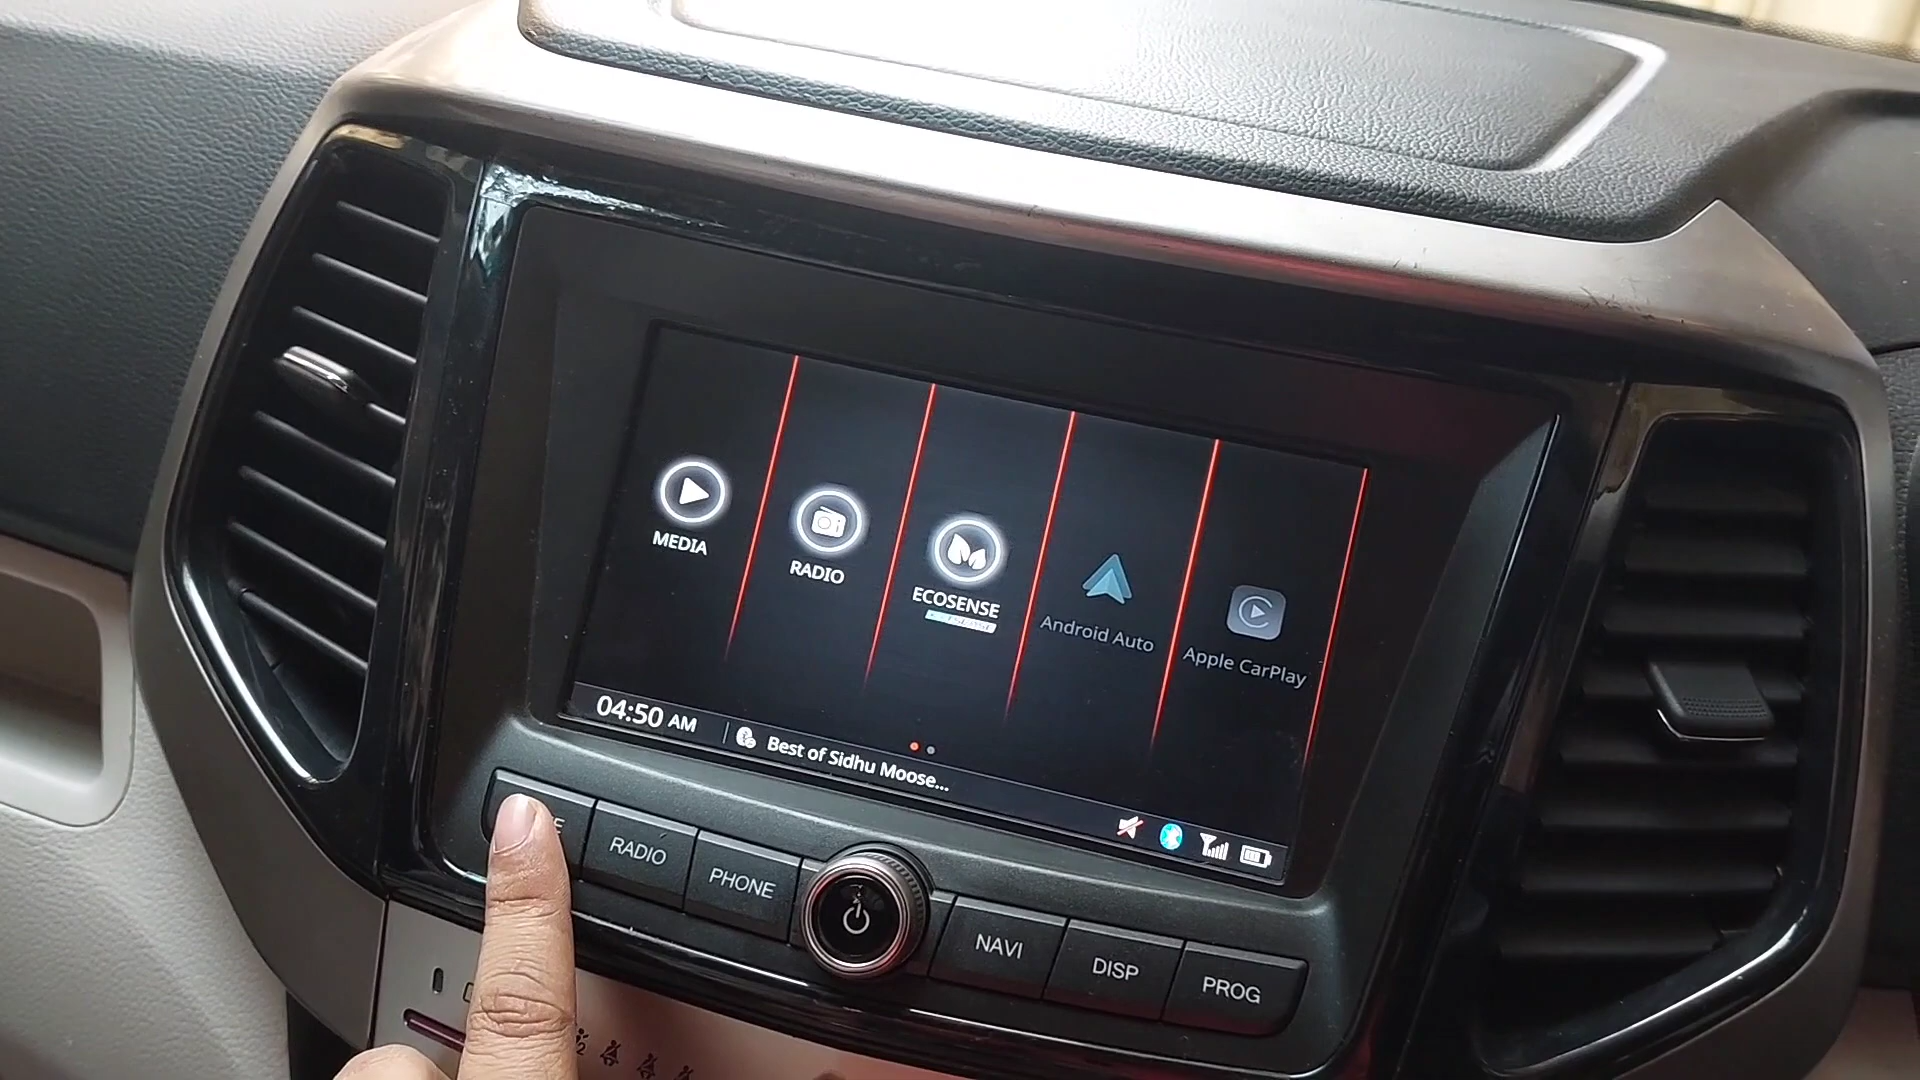 MEDIA
RADIO
ECOSENSE
Android Auto
Apple CarPlay
04:50 AM
Best of Sidhu Moose...
RADIO
PHONE
NAVI
DISP
PROG